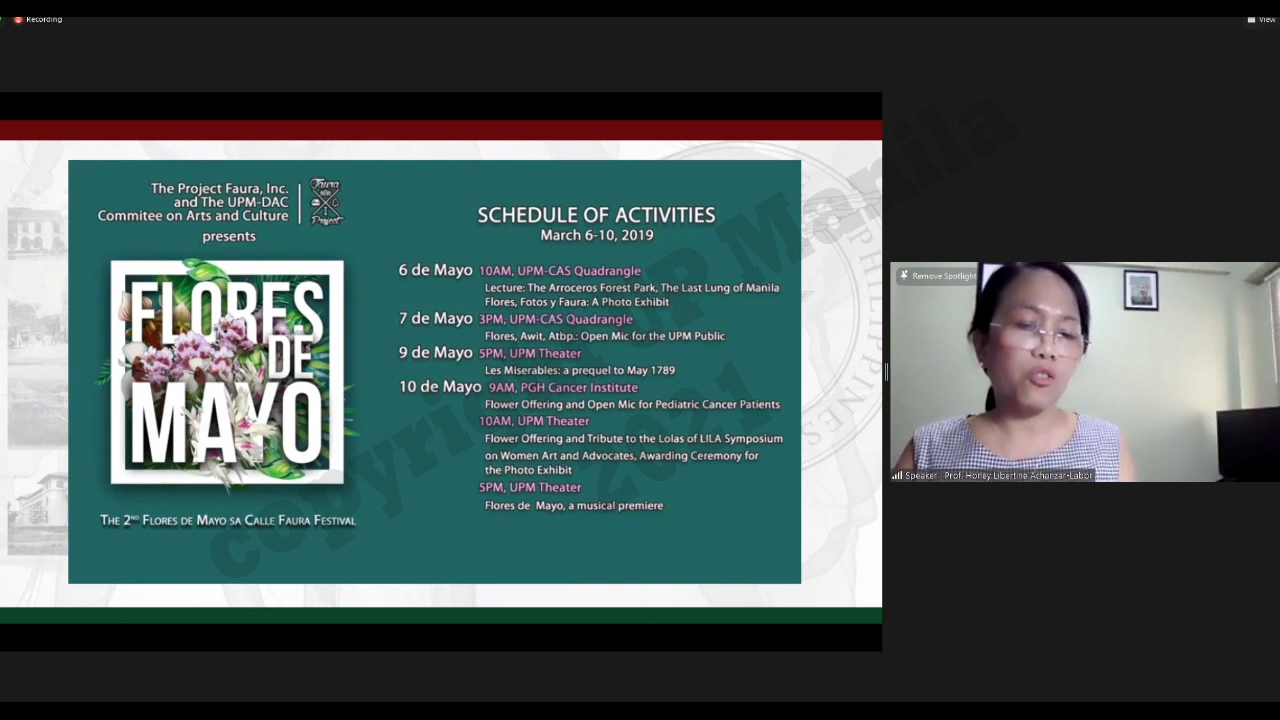 Recording
View
The Project Faura, Inc.
and The UPM-DAC
Commitee on Arts and Culture
presents
Faura
Project
FLORES
DE
MAYO
The 2ND Flores de Mayo sa Calle Faura Festival
SCHEDULE OF ACTIVITIES
March 6-10, 2019
6 de Mayo 10AM, UPM-CAS Quadrangle
Lecture: The Arroceros Forest Park, The Last Lung of Manila
Flores, Fotos y Faura: A Photo Exhibit
7 de Mayo 3PM, UPM-CAS Quadrangle
Flores, Awit, Atbp.: Open Mic for the UPM Public
9 de Mayo 5PM, UPM Theater
Les Miserables: a prequel to May 1789
10 de Mayo 9AM, PGH Cancer Institute
Flower Offering and Open Mic for Pediatric Cancer Patients
10AM, UPM Theater
Flower Offering and Tribute to the Lolas of LILA Symposium
on Women Art and Advocates, Awarding Ceremony for
the Photo Exhibit
5PM, UPM Theater
Flores de Mayo, a musical premiere
Remove Spotlight
Speaker - Prof. Honey Libertine Achanzar-Labor
copyright UP Manila
2021
PHILIPPINES